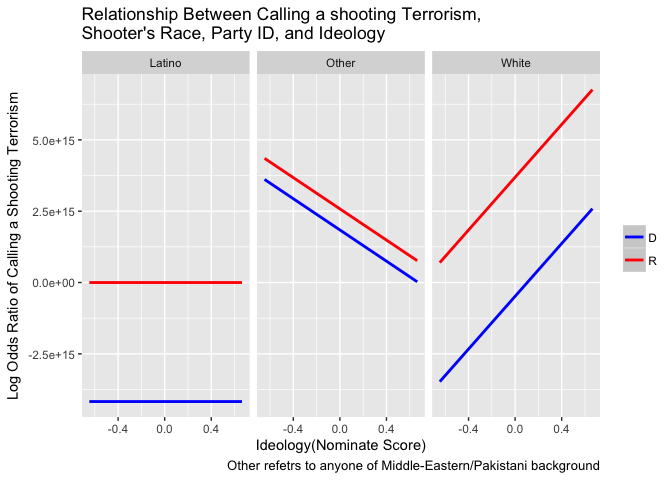 Relationship Between Calling a shooting Terrorism,
Shooter's Race, Party ID, and Ideology
Latino
Other
White
Log Odds Ratio of Calling a Shooting Terrorism
5.0e+15
2.5e+15
0.0e+00
-2.5e+15
D
R
-0.4 0.0 0.4
-0.4 0.0 0.4
-0.4 0.0 0.4
Ideology(Nominate Score)
Other refetrs to anyone of Middle-Eastern/Pakistani background